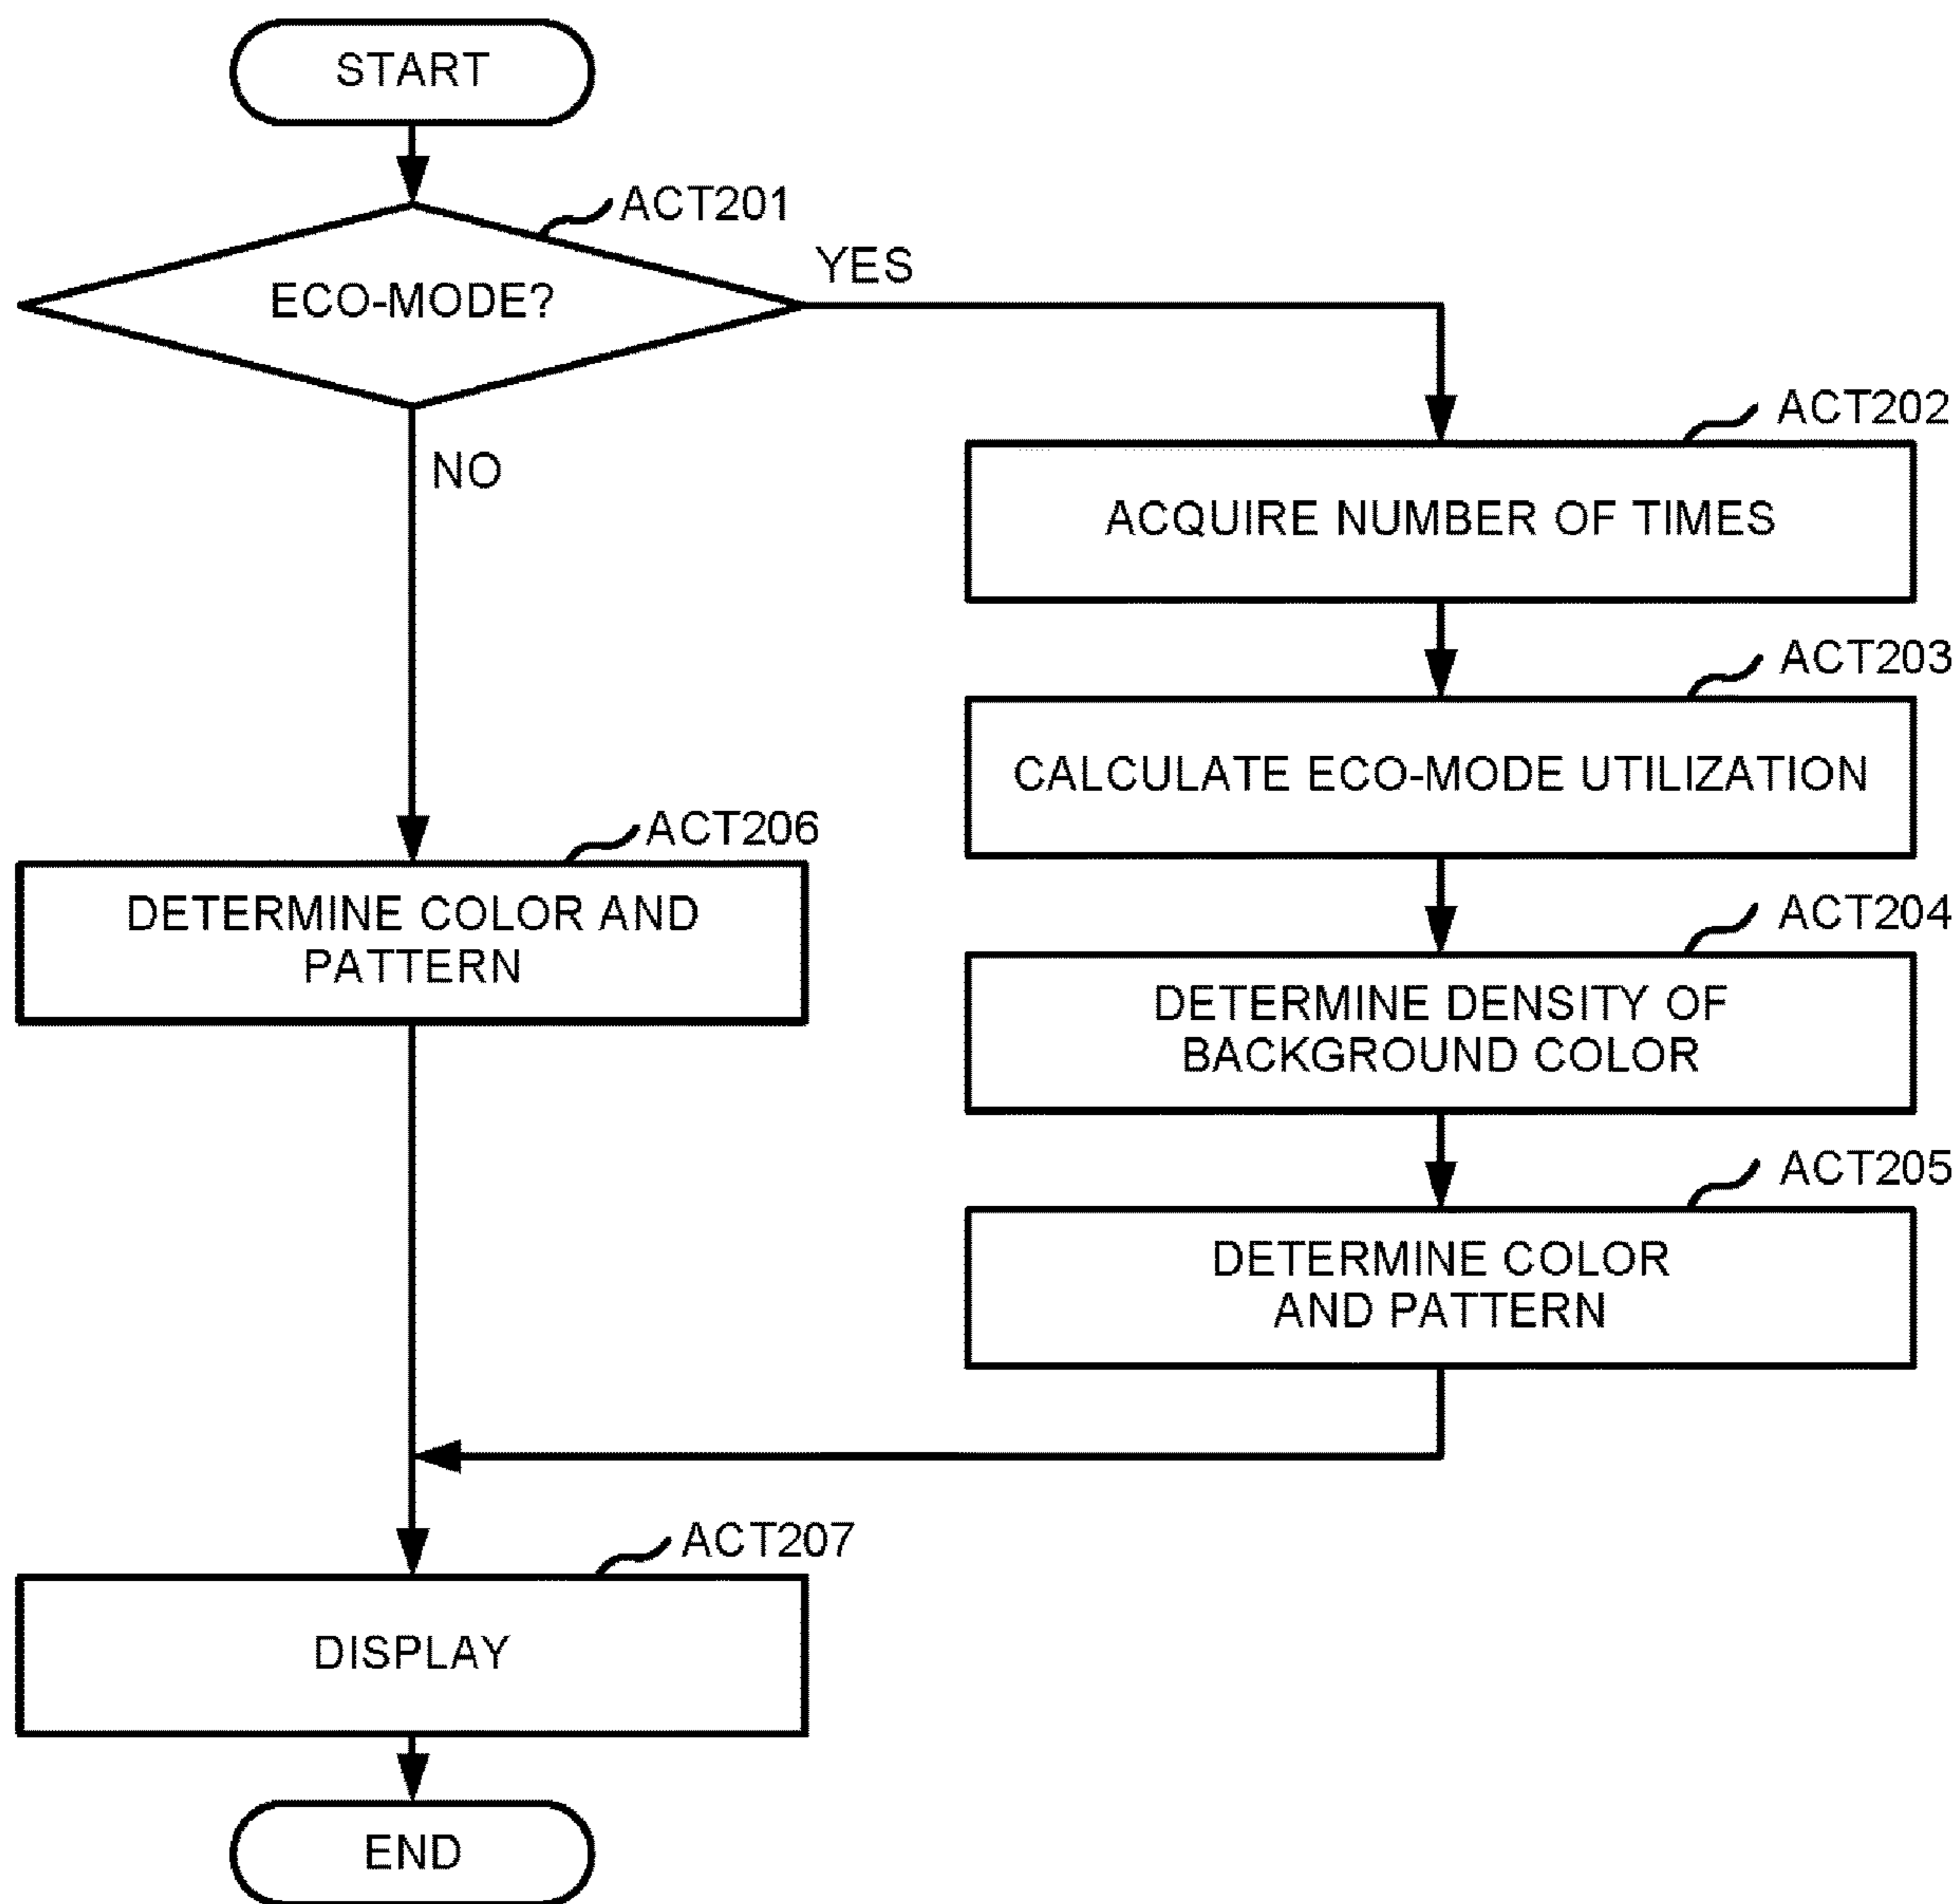 START
ACT201
ECO-MODE?
YES
NO
ACT202
ACQUIRE NUMBER OF TIMES
ACT203
CALCULATE ECO-MODE UTILIZATION
ACT204
DETERMINE DENSITY OF
BACKGROUND COLOR
ACT205
DETERMINE COLOR
AND PATTERN
ACT206
DETERMINE COLOR AND
PATTERN
ACT207
DISPLAY
END